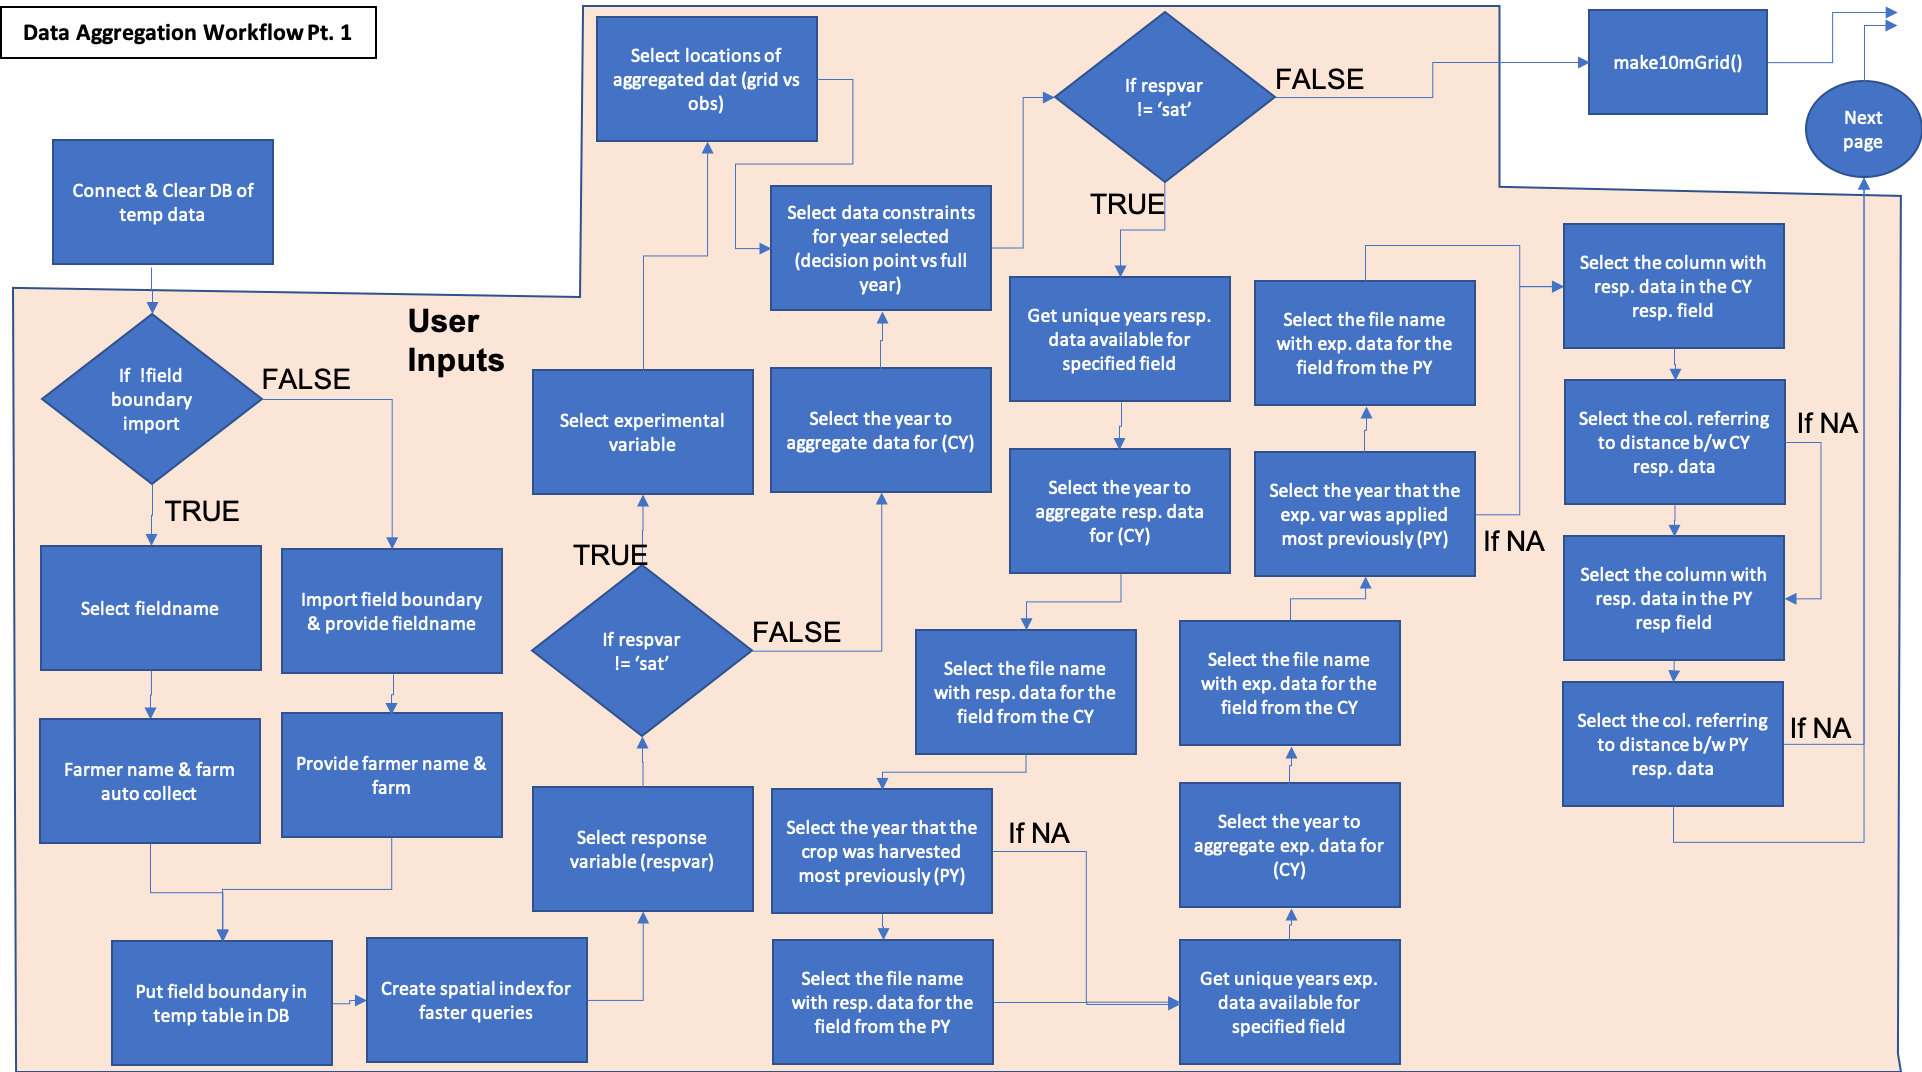 Data Aggregation Workflow Pt. 1
Connect & Clear DB of
temp data
User
Inputs
If !field
boundary
import
FALSE
TRUE
Select fieldname
Import field boundary
& provide fieldname
Farmer name & farm
auto collect
Provide farmer name &
farm
Put field boundary in
temp table in DB
Create spatial index for
faster queries
Select response
variable (respvar)
If respvar
!= ‘sat’
TRUE
FALSE
Select experimental
variable
Select locations of
aggregated dat (grid vs
obs)
Select the year to
aggregate data for (CY)
Select data constraints
for year selected
(decision point vs full
year)
If respvar
!= ‘sat’
FALSE
TRUE
make10mGrid()
Next
page
Get unique years resp.
data available for
specified field
Select the year to
aggregate resp. data
for (CY)
Select the file name
with resp. data for the
field from the CY
Select the year that the
crop was harvested
most previously (PY)
If NA
Select the file name
with resp. data for the
field from the PY
Get unique years exp.
data available for
specified field
Select the year to
aggregate exp. data for
(CY)
Select the file name
with exp. data for the
field from the CY
Select the year that the
exp. var was applied
most previously (PY)
If NA
Select the file name
with exp. data for the
field from the PY
Select the column with
resp. data in the CY
resp. field
Select the col. referring
to distance b/w CY
resp. data
If NA
Select the column with
resp. data in the PY
resp field
Select the col. referring
to distance b/w PY
resp. data
If NA